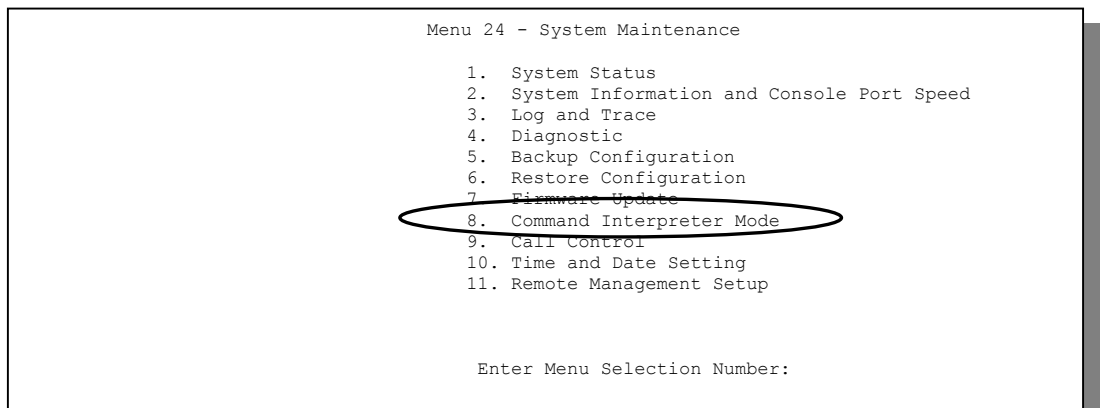 Menu 24 - System Maintenance
1. System Status
2. System Information and Console Port Speed
3. Log and Trace
4. Diagnostic
5. Backup Configuration
6. Restore Configuration
7. Firmware Update
8. Command Interpreter Mode
9. Call Control
10. Time and Date Setting
11. Remote Management Setup
Enter Menu Selection Number: